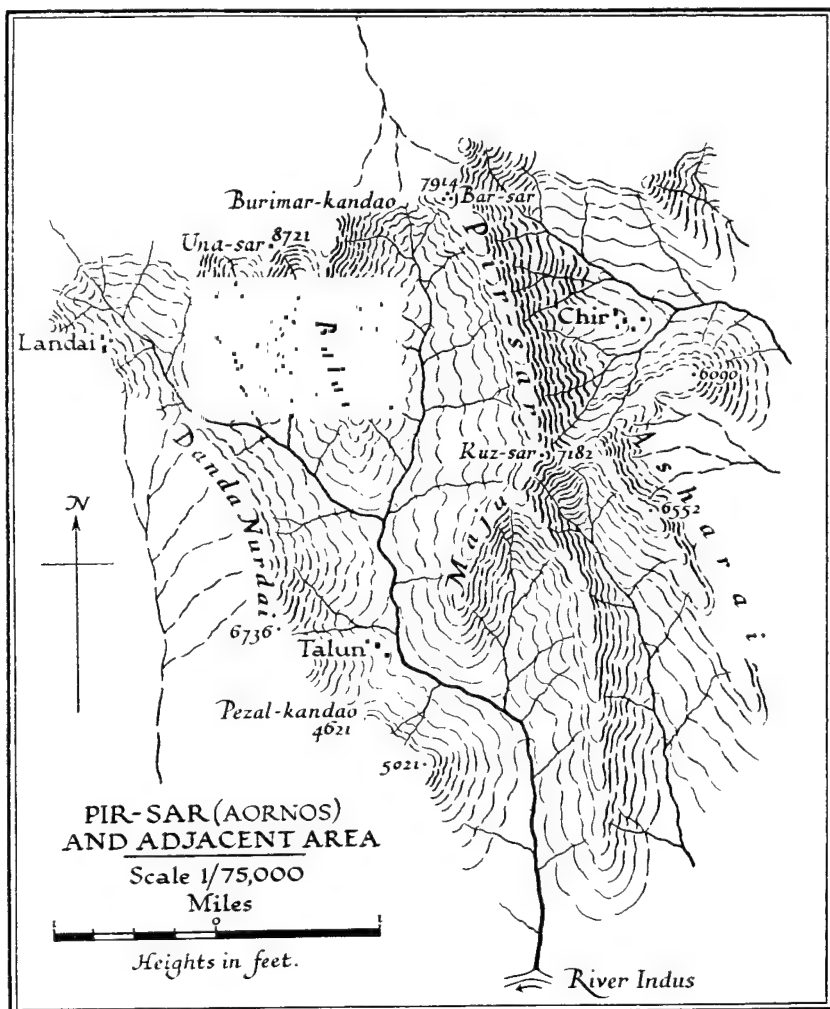 7914
Bar-sar
Burimar-kandao
Una-sar 8721
Pir-sar
Chir
Landai
6090
Kuz-sar 7182
Asharai
6552
N
Danda Nurdai
Maju
6736
Talun
Pezal-kandao
4621
5021
PIR-SAR (AORNOS)
AND ADJACENT AREA
Scale 1/75,000
Miles
1 0 1
Heights in feet.
River Indus